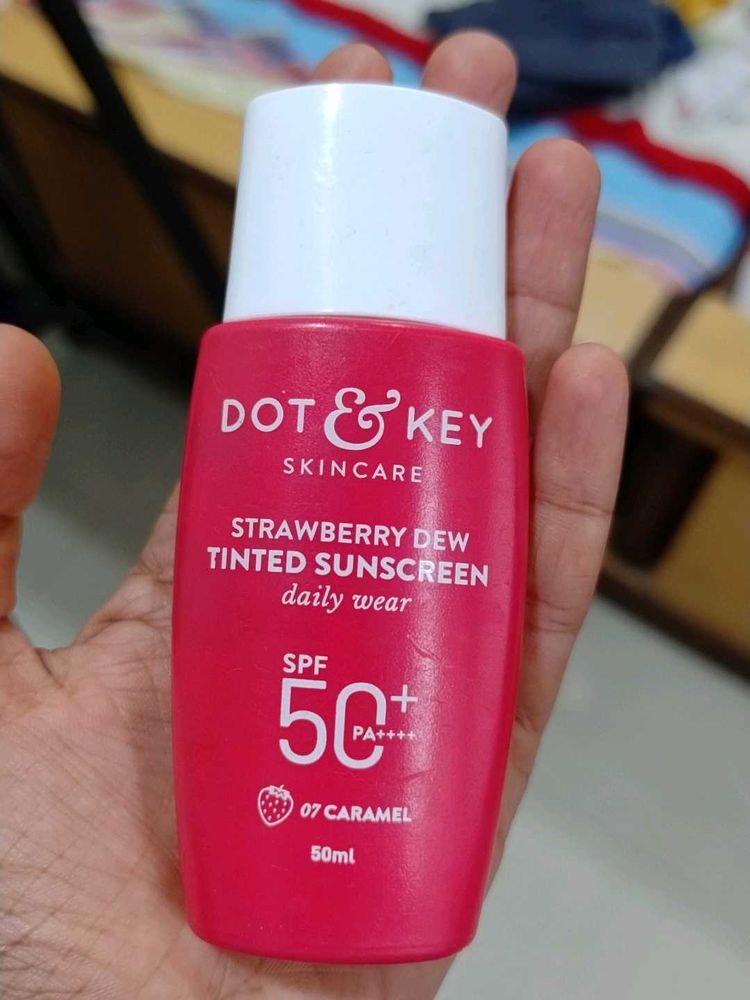 DOT & KEY
SKINCARE
STRAWBERRY DEW
TINTED SUNSCREEN
daily wear
SPF
50+
PA++++
07 CARAMEL
50ml